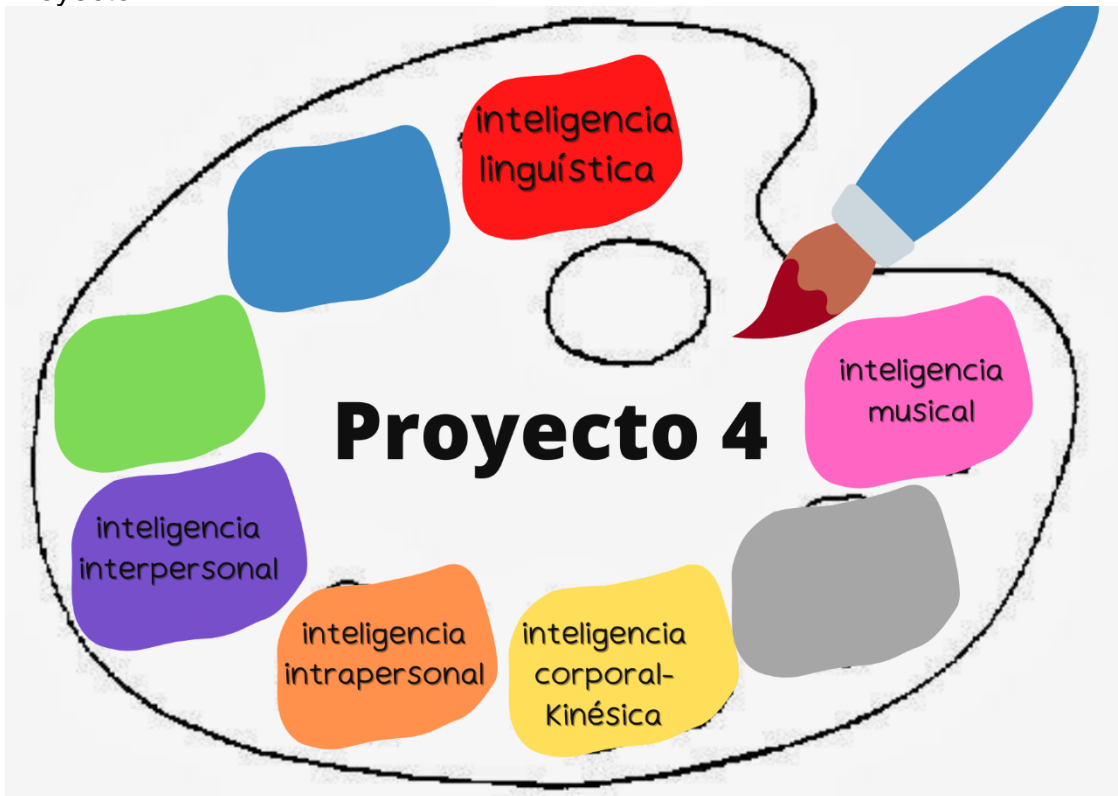 inteligencia
linguística
inteligencia
musical
Proyecto 4
inteligencia
interpersonal
inteligencia
intrapersonal
inteligencia
corporal-
Kinésica